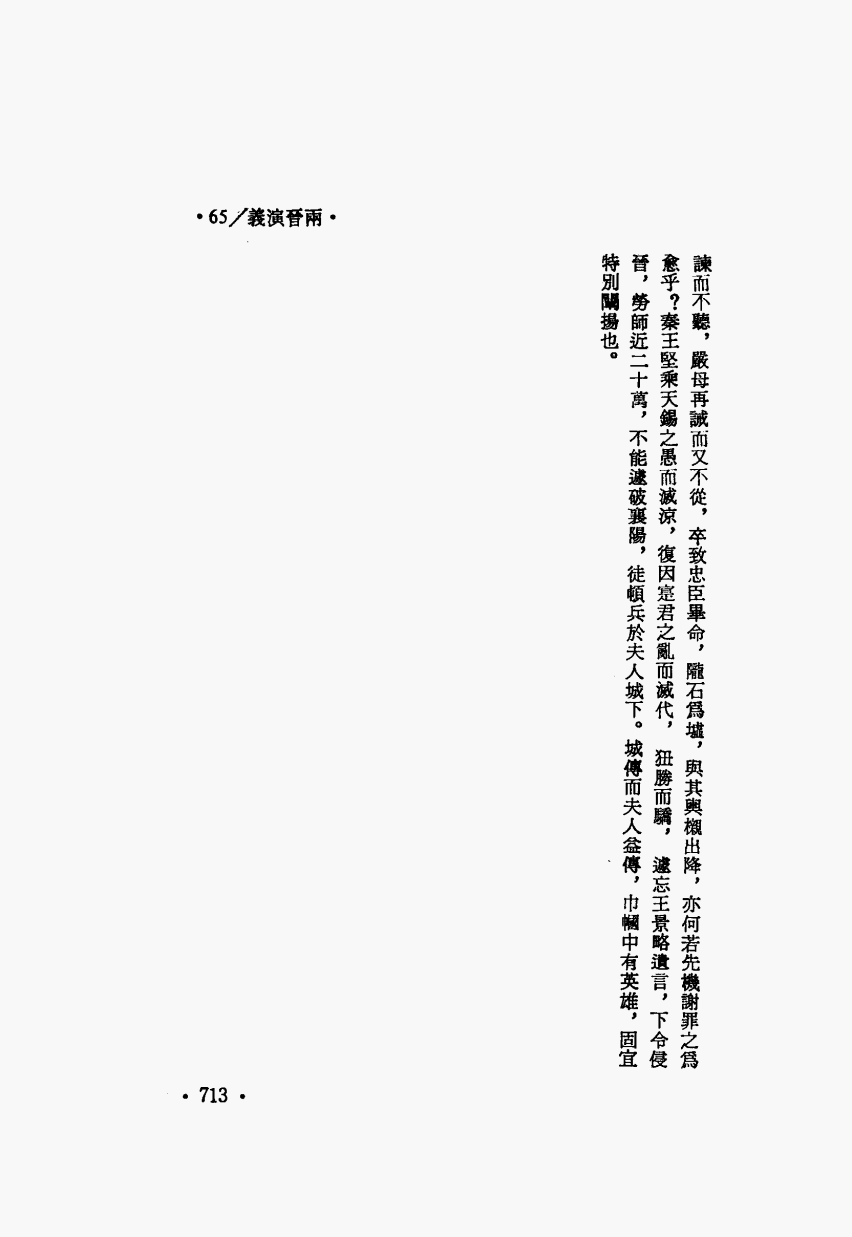 •65/義演晉兩•
諫而不聽，嚴母再誡而又不從，卒致忠臣畢命，隴石爲墟，與其輿櫬出降，亦何若先機謝罪之爲
愈乎？秦王堅乘天錫之愚而滅涼，復因寔君之亂而滅代，狃勝而驕，遽忘王景略遺言，下令侵
晉，勞師近二十萬，不能遽破襄陽，徒頓兵於夫人城下。城傳而夫人益傳，巾幗中有英雄，固宜
特別闡揚也。
• 713 •